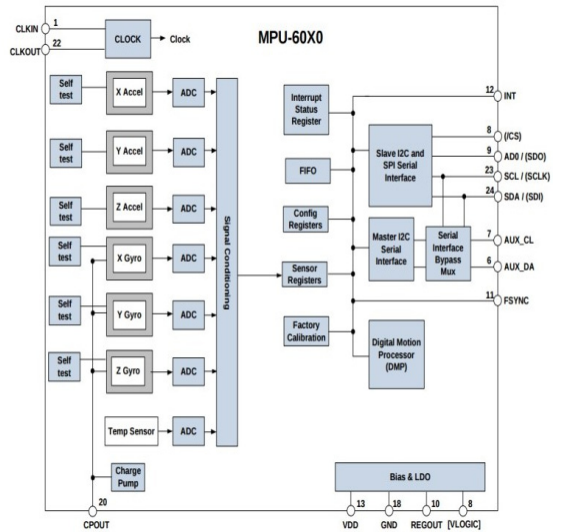 MPU-60X0
CLKIN
1
CLKOUT
22
CLOCK
Clock
Self
test
X Accel
ADC
Self
test
Y Accel
ADC
Self
test
Z Accel
ADC
Self
test
X Gyro
ADC
Self
test
Y Gyro
ADC
Self
test
Z Gyro
ADC
Temp Sensor
ADC
Signal Conditioning
Charge
Pump
20
CPOUT
Interrupt
Status
Register
FIFO
Config
Registers
Sensor
Registers
Factory
Calibration
Slave I2C and
SPI Serial
Interface
Master I2C
Serial
Interface
Serial
Interface
Bypass
Mux
Digital Motion
Processor
(DMP)
12
INT
8
(/CS)
9
AD0 / (SDO)
23
SCL / (SCLK)
24
SDA / (SDI)
7
AUX_CL
6
AUX_DA
11
FSYNC
Bias & LDO
13
VDD
18
GND
10
REGOUT
8
[VLOGIC]